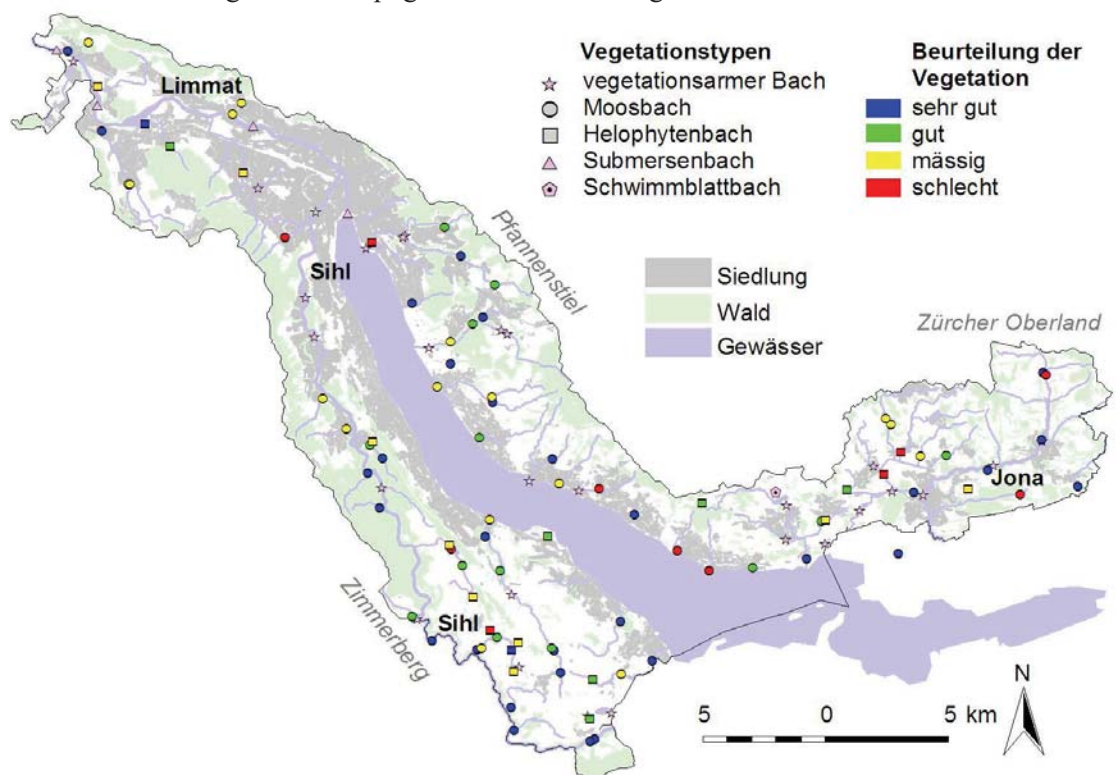 Vegetationstypen
vegetationsarmer Bach
Moosbach
Helophytenbach
Submersenbach
Schwimmblattbach
Beurteilung der
Vegetation
sehr gut
gut
mässig
schlecht
Siedlung
Wald
Gewässer
Limmat
Pfannenstiel
Sihl
Zürcher Oberland
Jona
Zimmerberg
Sihl
N
5 0 5 km